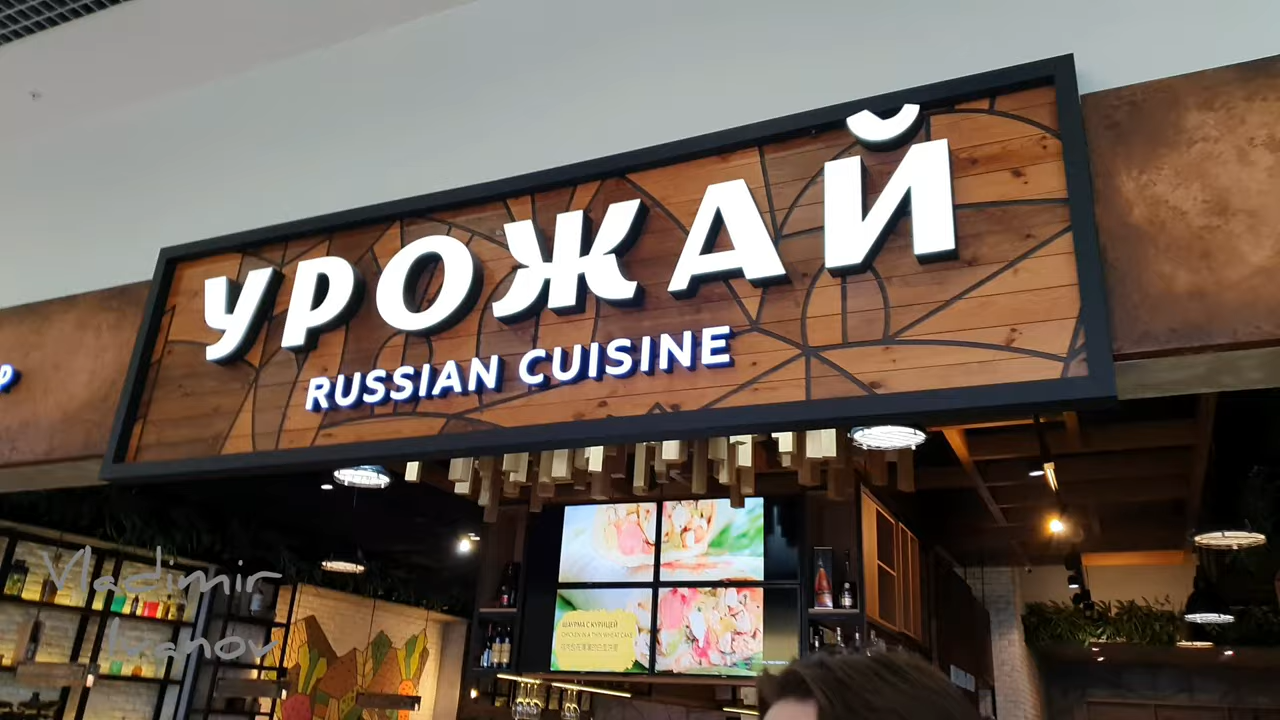 УРОЖАЙ
RUSSIAN CUISINE
ШАУРМА С КУРИЦЕЙ
CHICKEN IN A THIN WHEAT CAKE
Vladimir
Ivanov